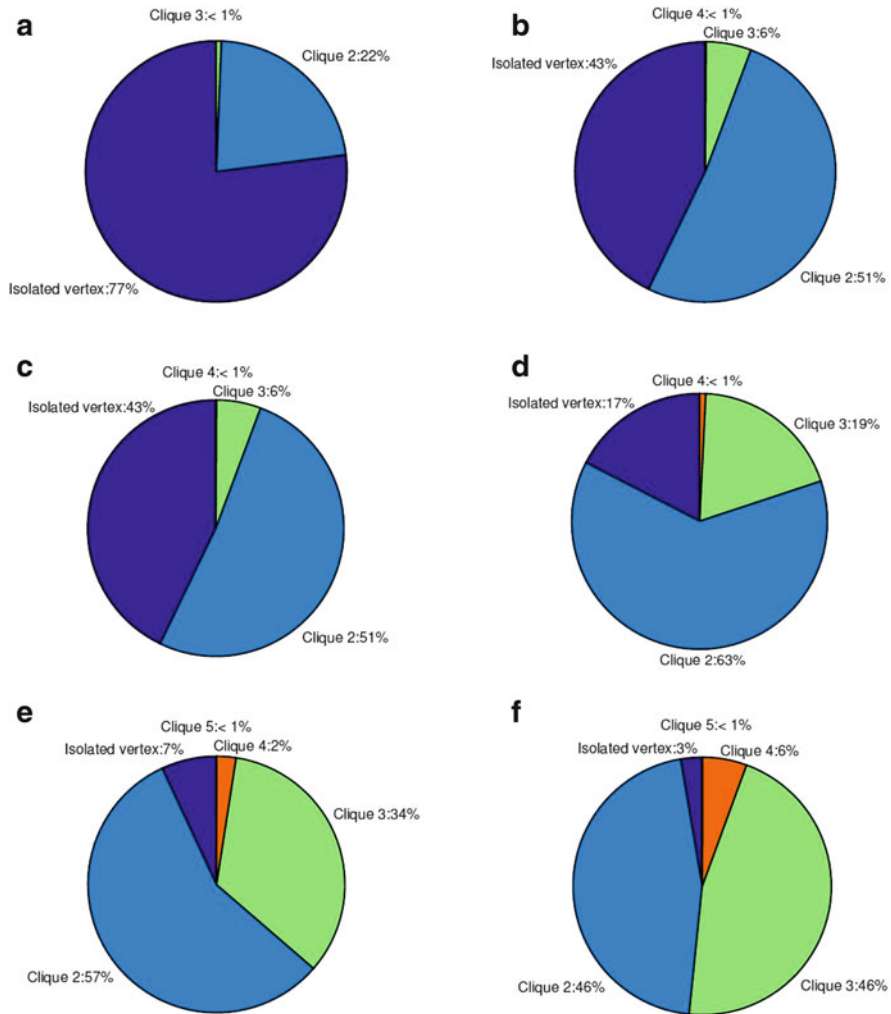 a
Clique 3:< 1%
Clique 2:22%
Isolated vertex:77%
b
Clique 4:< 1%
Clique 3:6%
Isolated vertex:43%
Clique 2:51%
c
Clique 4:< 1%
Clique 3:6%
Isolated vertex:43%
Clique 2:51%
d
Clique 4:< 1%
Isolated vertex:17%
Clique 3:19%
Clique 2:63%
e
Clique 5:< 1%
Isolated vertex:7%
Clique 4:2%
Clique 3:34%
Clique 2:57%
f
Clique 5:< 1%
Isolated vertex:3%
Clique 4:6%
Clique 2:46%
Clique 3:46%